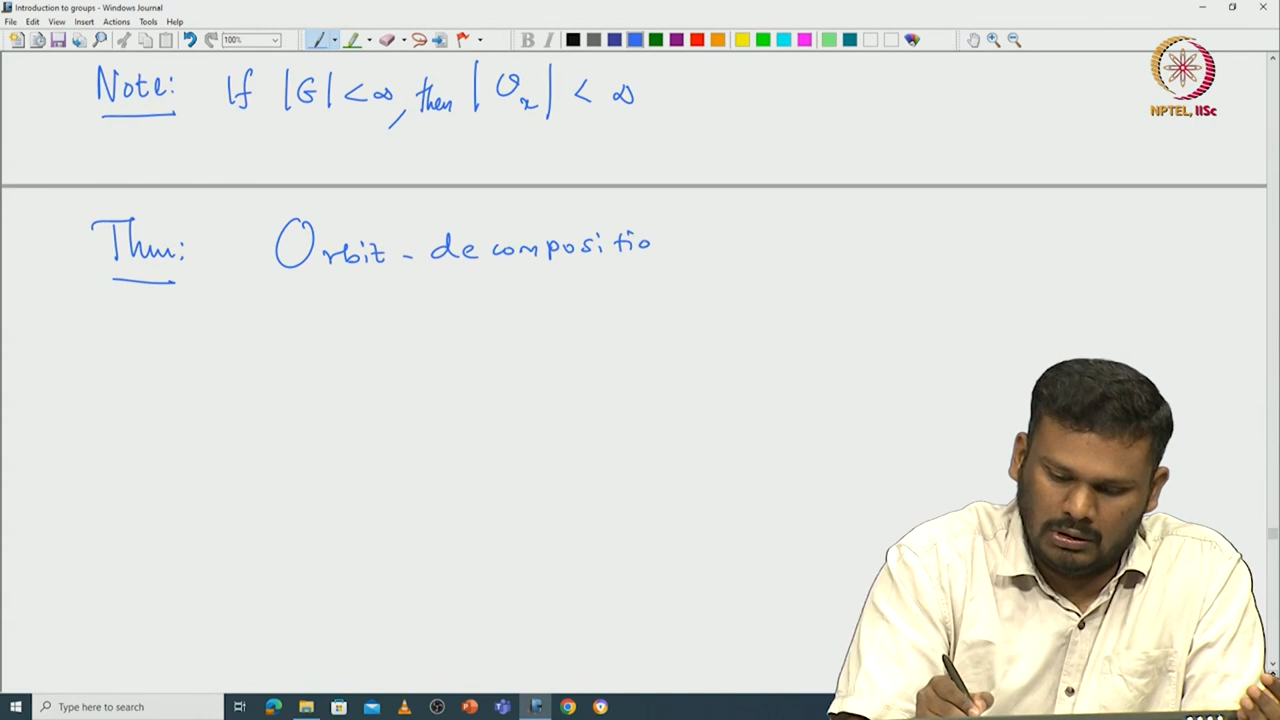 Introduction to groups - Windows Journal
File Edit View Insert Actions Tools Help
100%
B I
NPTEL, IISc
Note: If |G| < ∞, then |O_x| < ∞
Thm: Orbit - decompositio
Type here to search